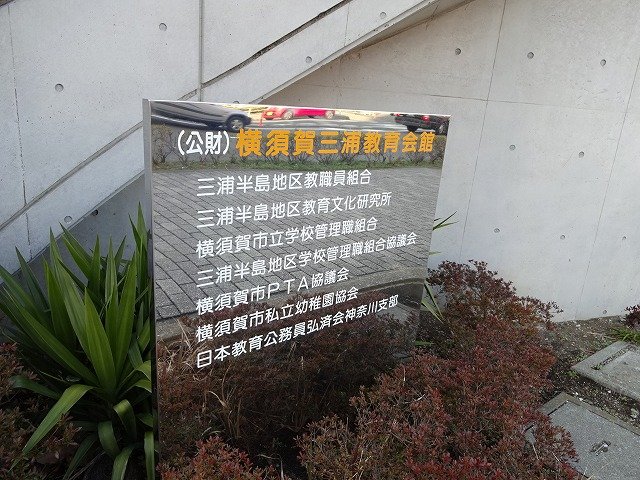 (公財) 横須賀三浦教育会館
三浦半島地区教職員組合
三浦半島地区教育文化研究所
横須賀市立学校管理職組合
三浦半島地区学校管理職組合協議会
横須賀市PTA協議会
横須賀市私立幼稚園協会
日本教育公務員弘済会神奈川支部